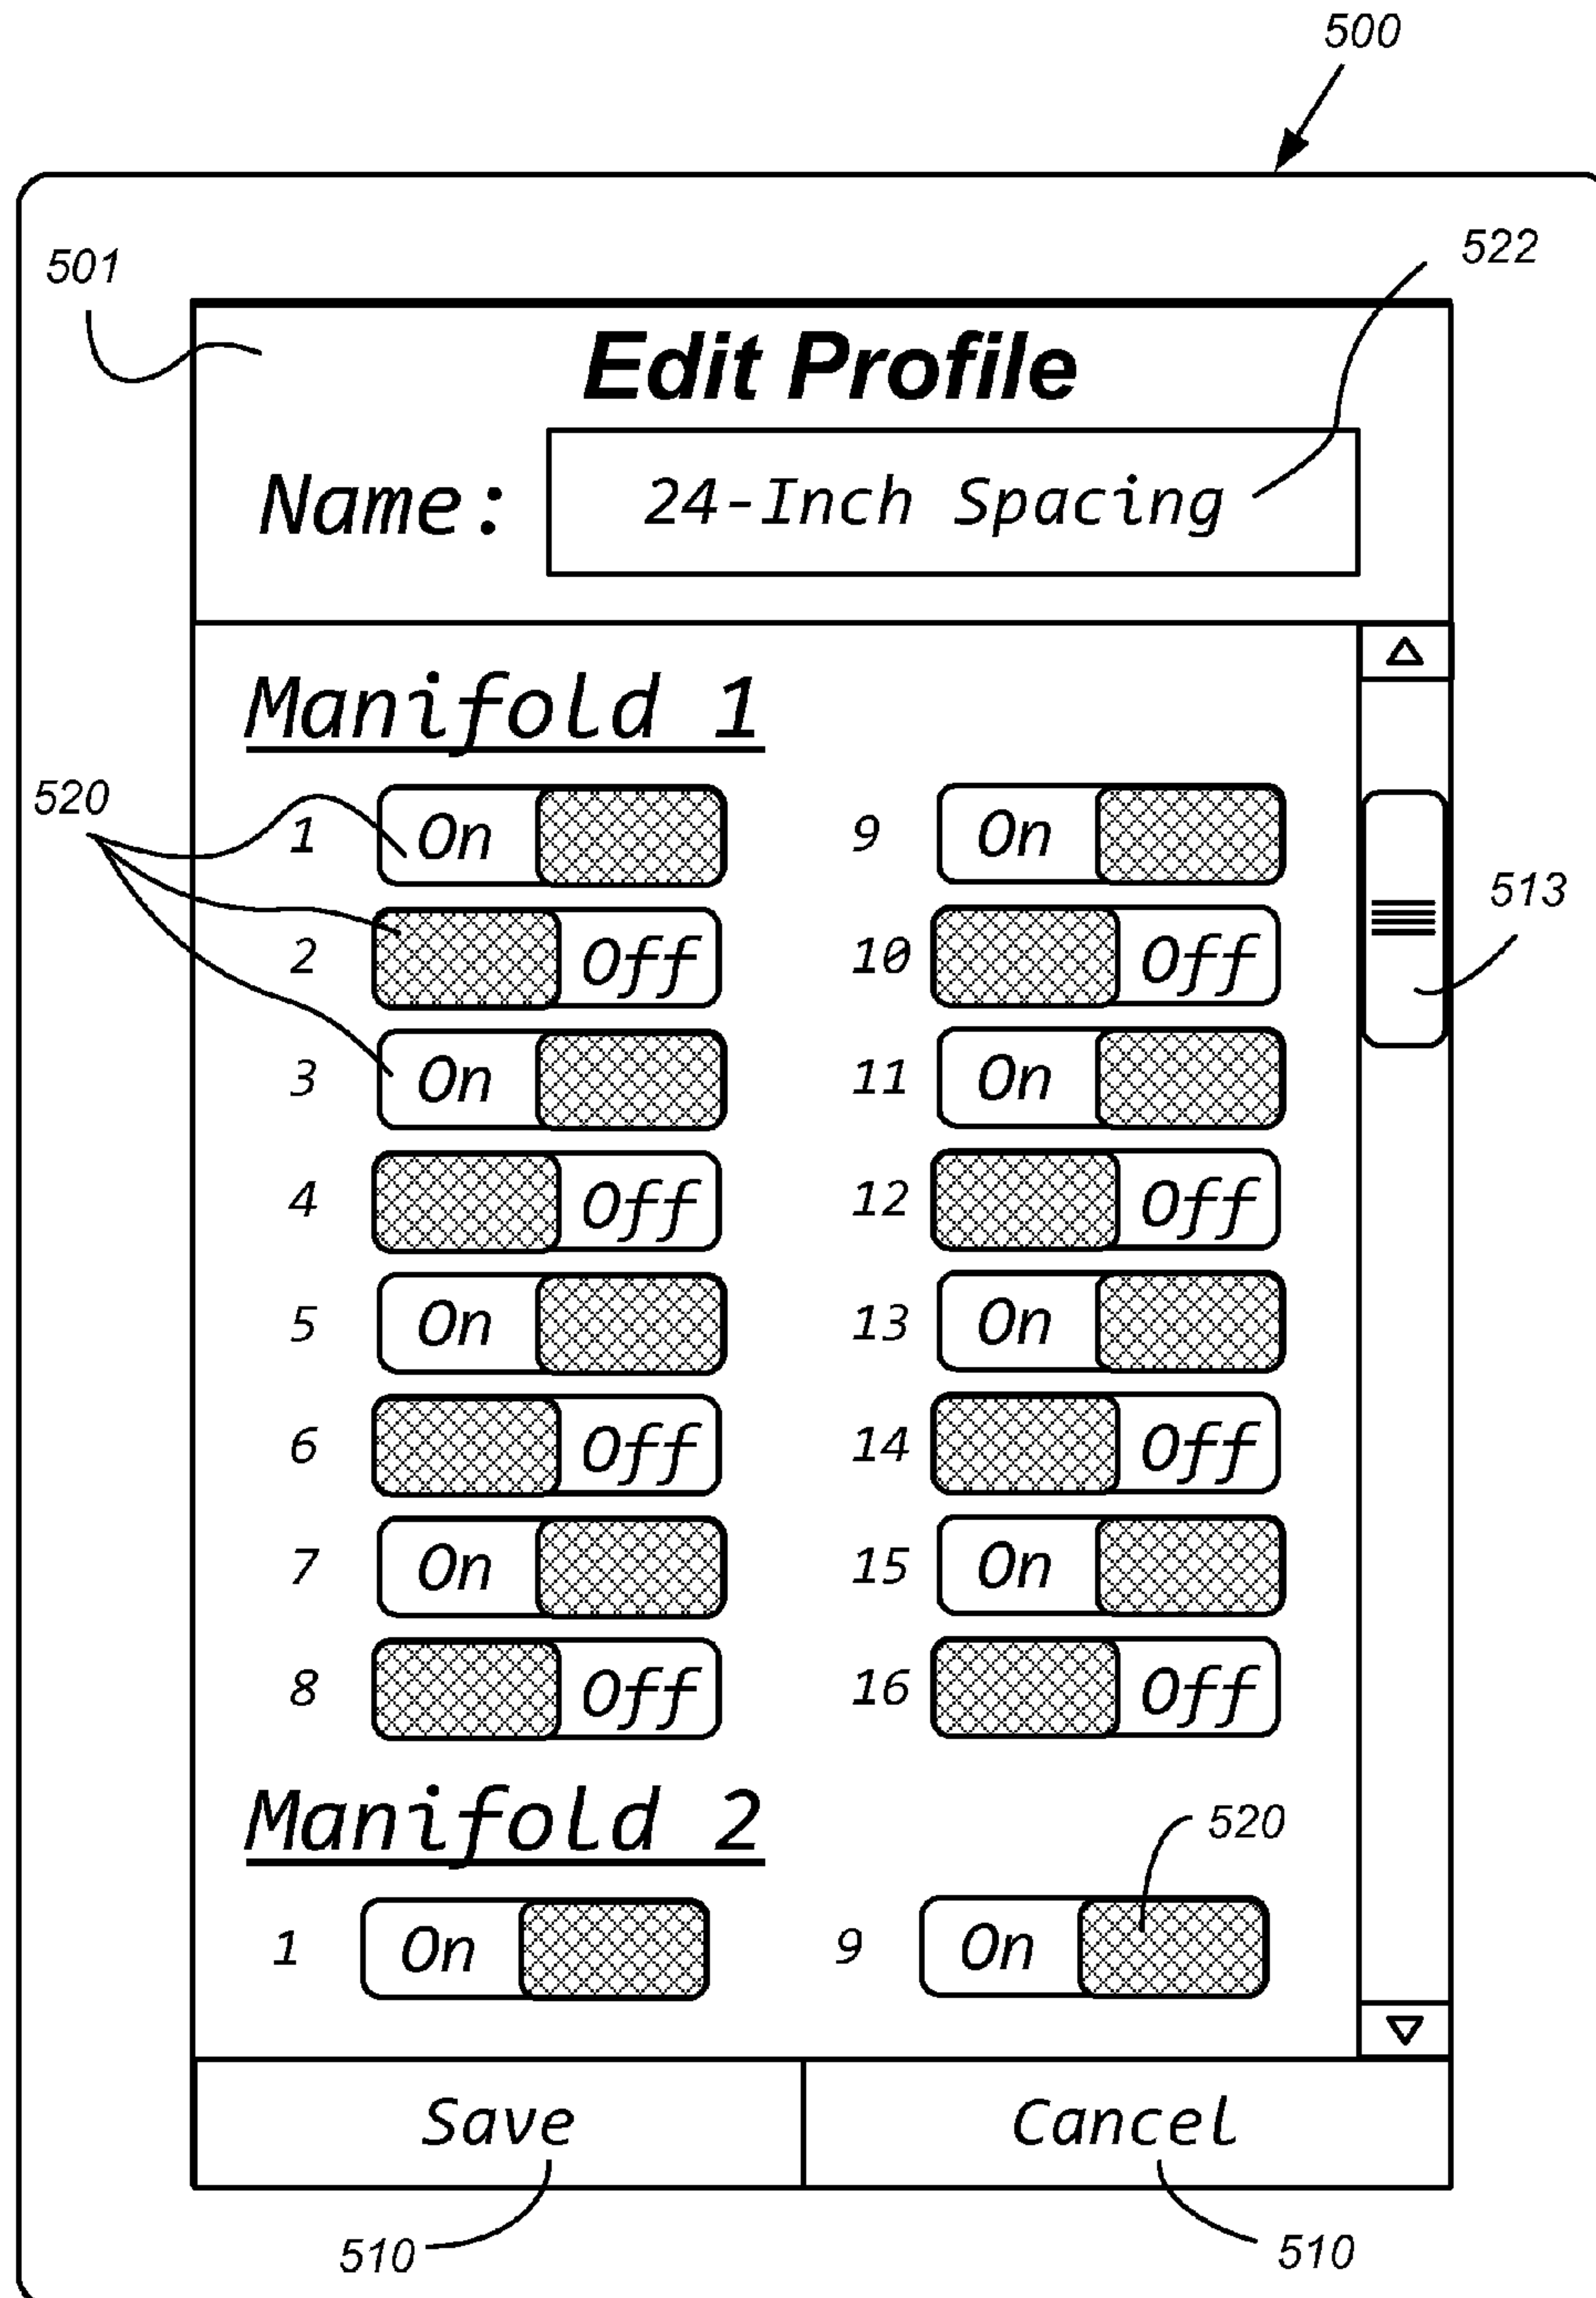 500
501
522
Edit Profile
Name: 24-Inch Spacing
Manifold 1
520
1 On 9 On
513
2 Off 10 Off
3 On 11 On
4 Off 12 Off
5 On 13 On
6 Off 14 Off
7 On 15 On
8 Off 16 Off
Manifold 2
520
1 On 9 On
Save Cancel
510 510